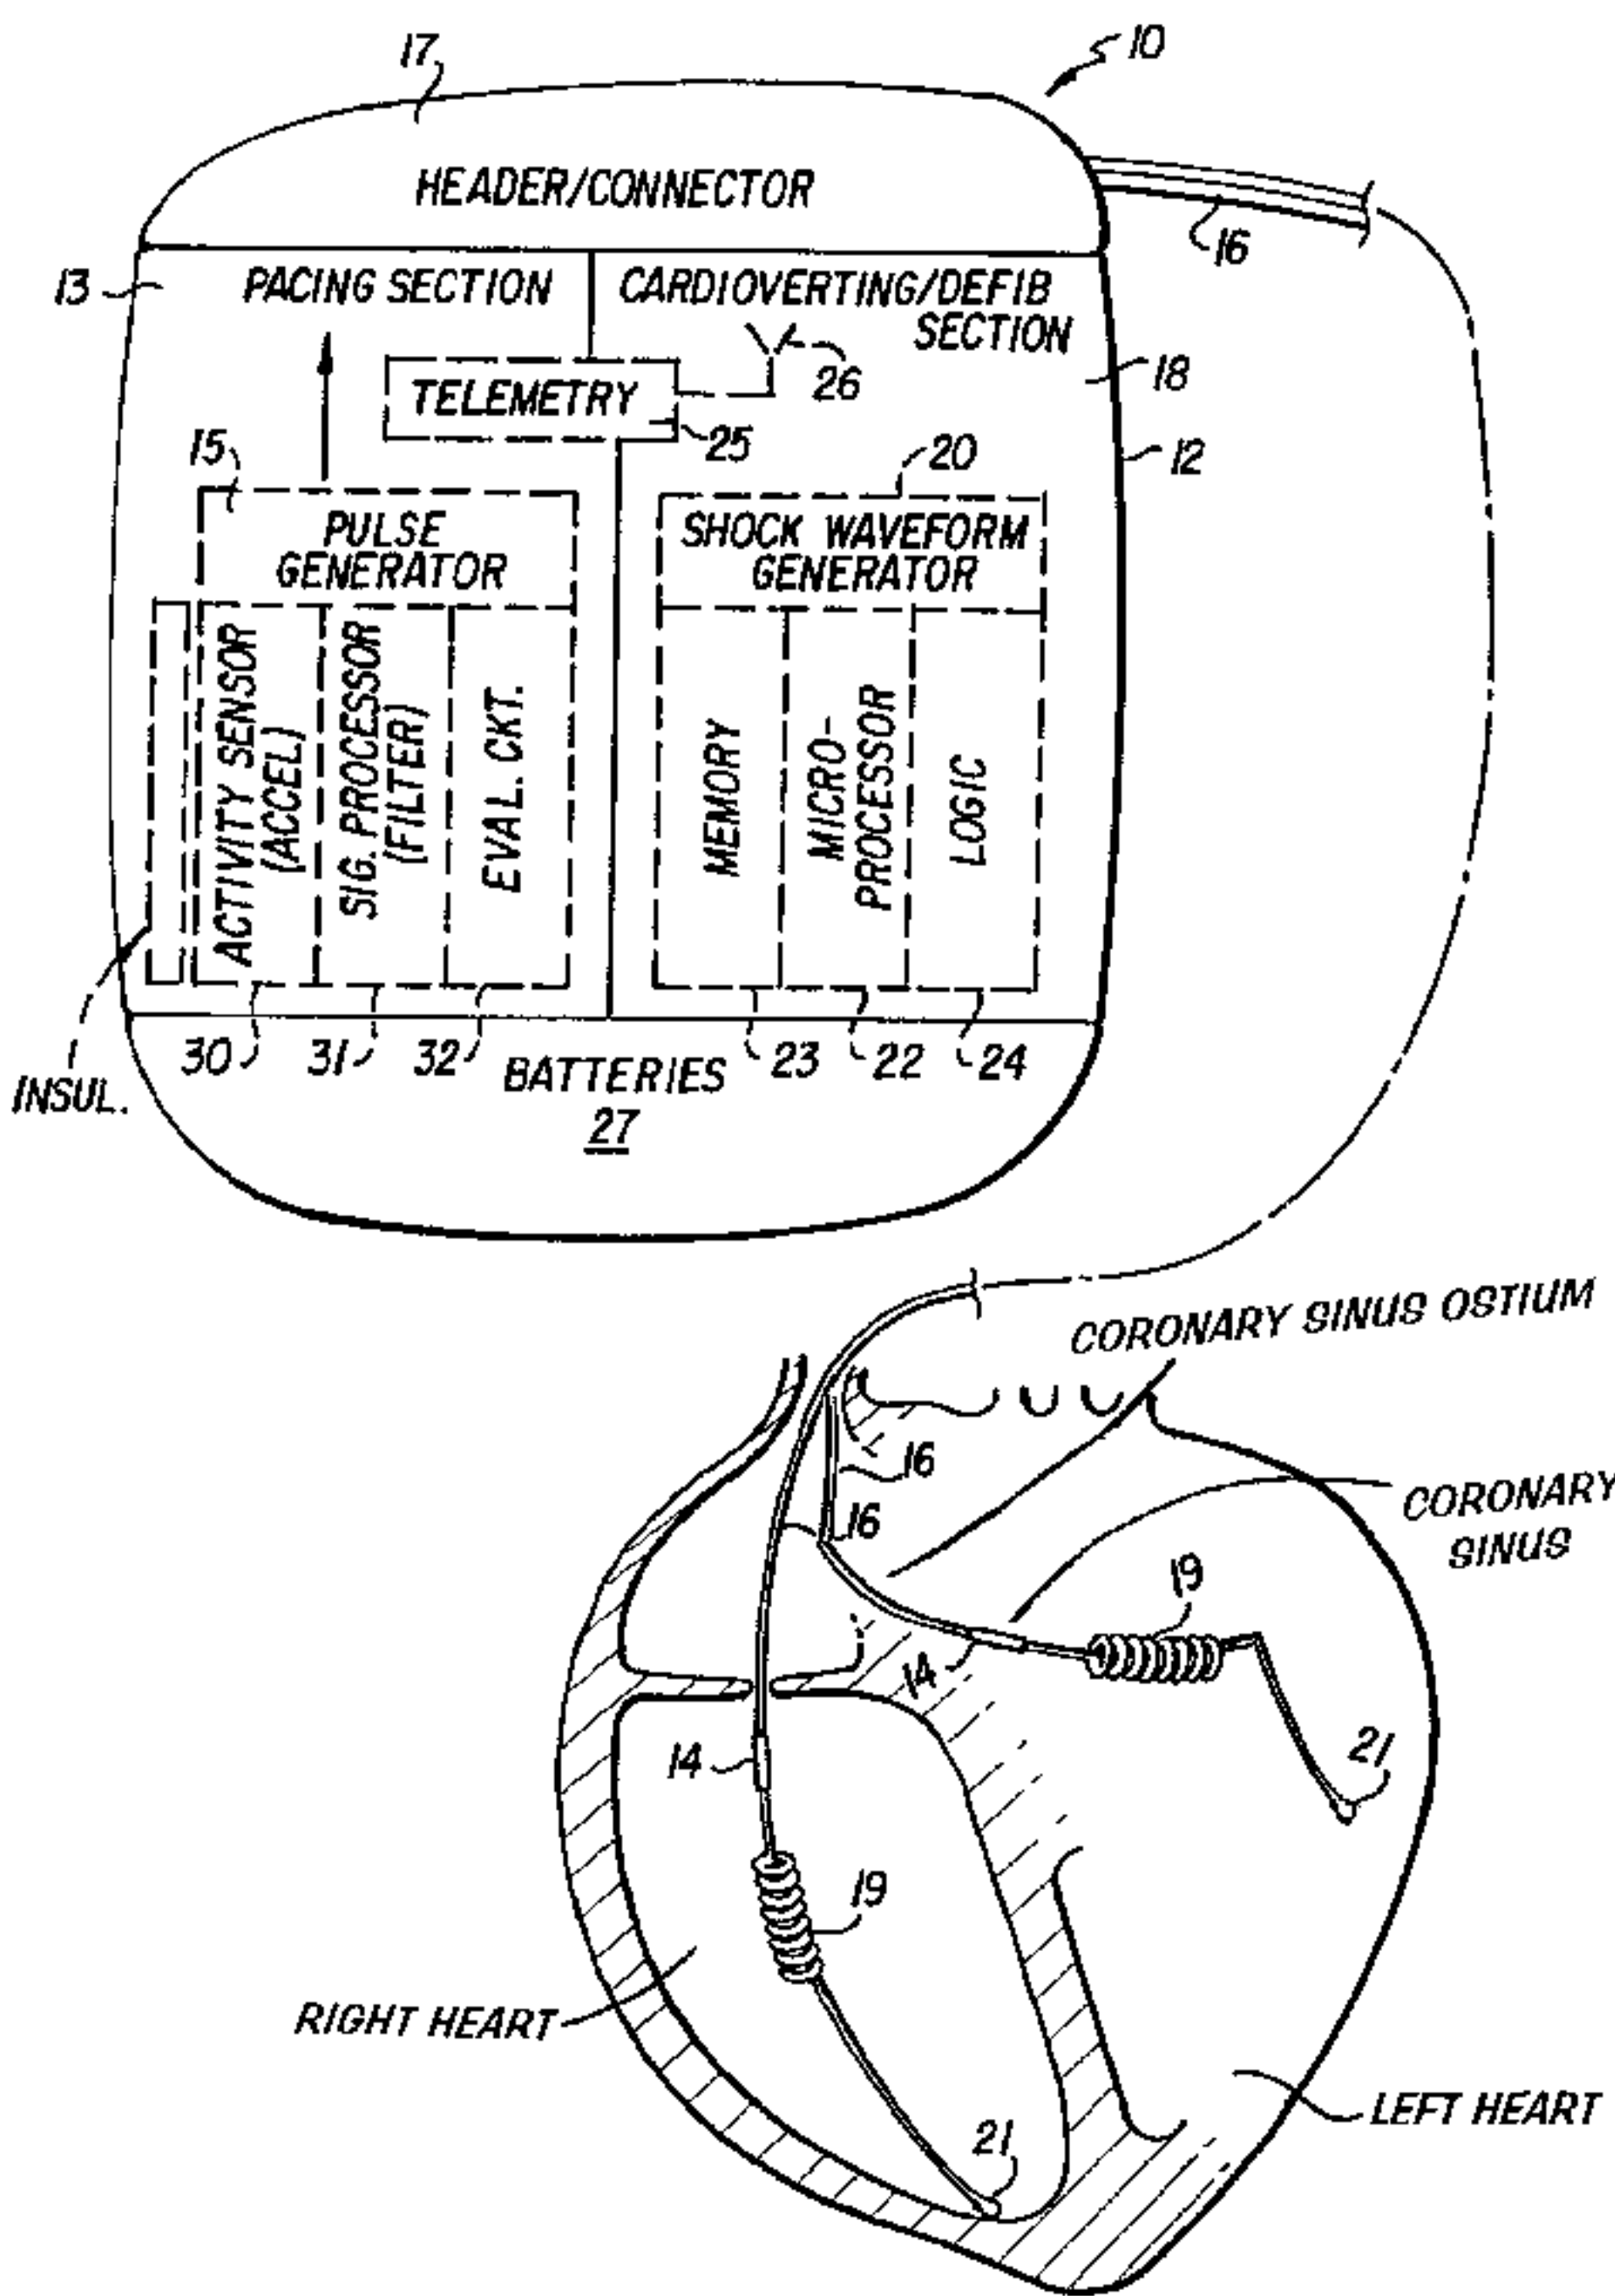 17
10
HEADER/CONNECTOR
16
13
PACING SECTION
CARDIOVERTING/DEFIB
SECTION
26
18
TELEMETRY
25
12
15
20
PULSE
GENERATOR
SHOCK WAVEFORM
GENERATOR
ACTIVITY SENSOR
(ACCEL)
SIG. PROCESSOR
(FILTER)
EVAL. CKT.
MEMORY
MICRO-
PROCESSOR
LOGIC
INSUL.
30
31
32
23
22
24
BATTERIES
27
CORONARY SINUS OSTIUM
16
16
CORONARY
SINUS
19
14
14
21
19
RIGHT HEART
LEFT HEART
21